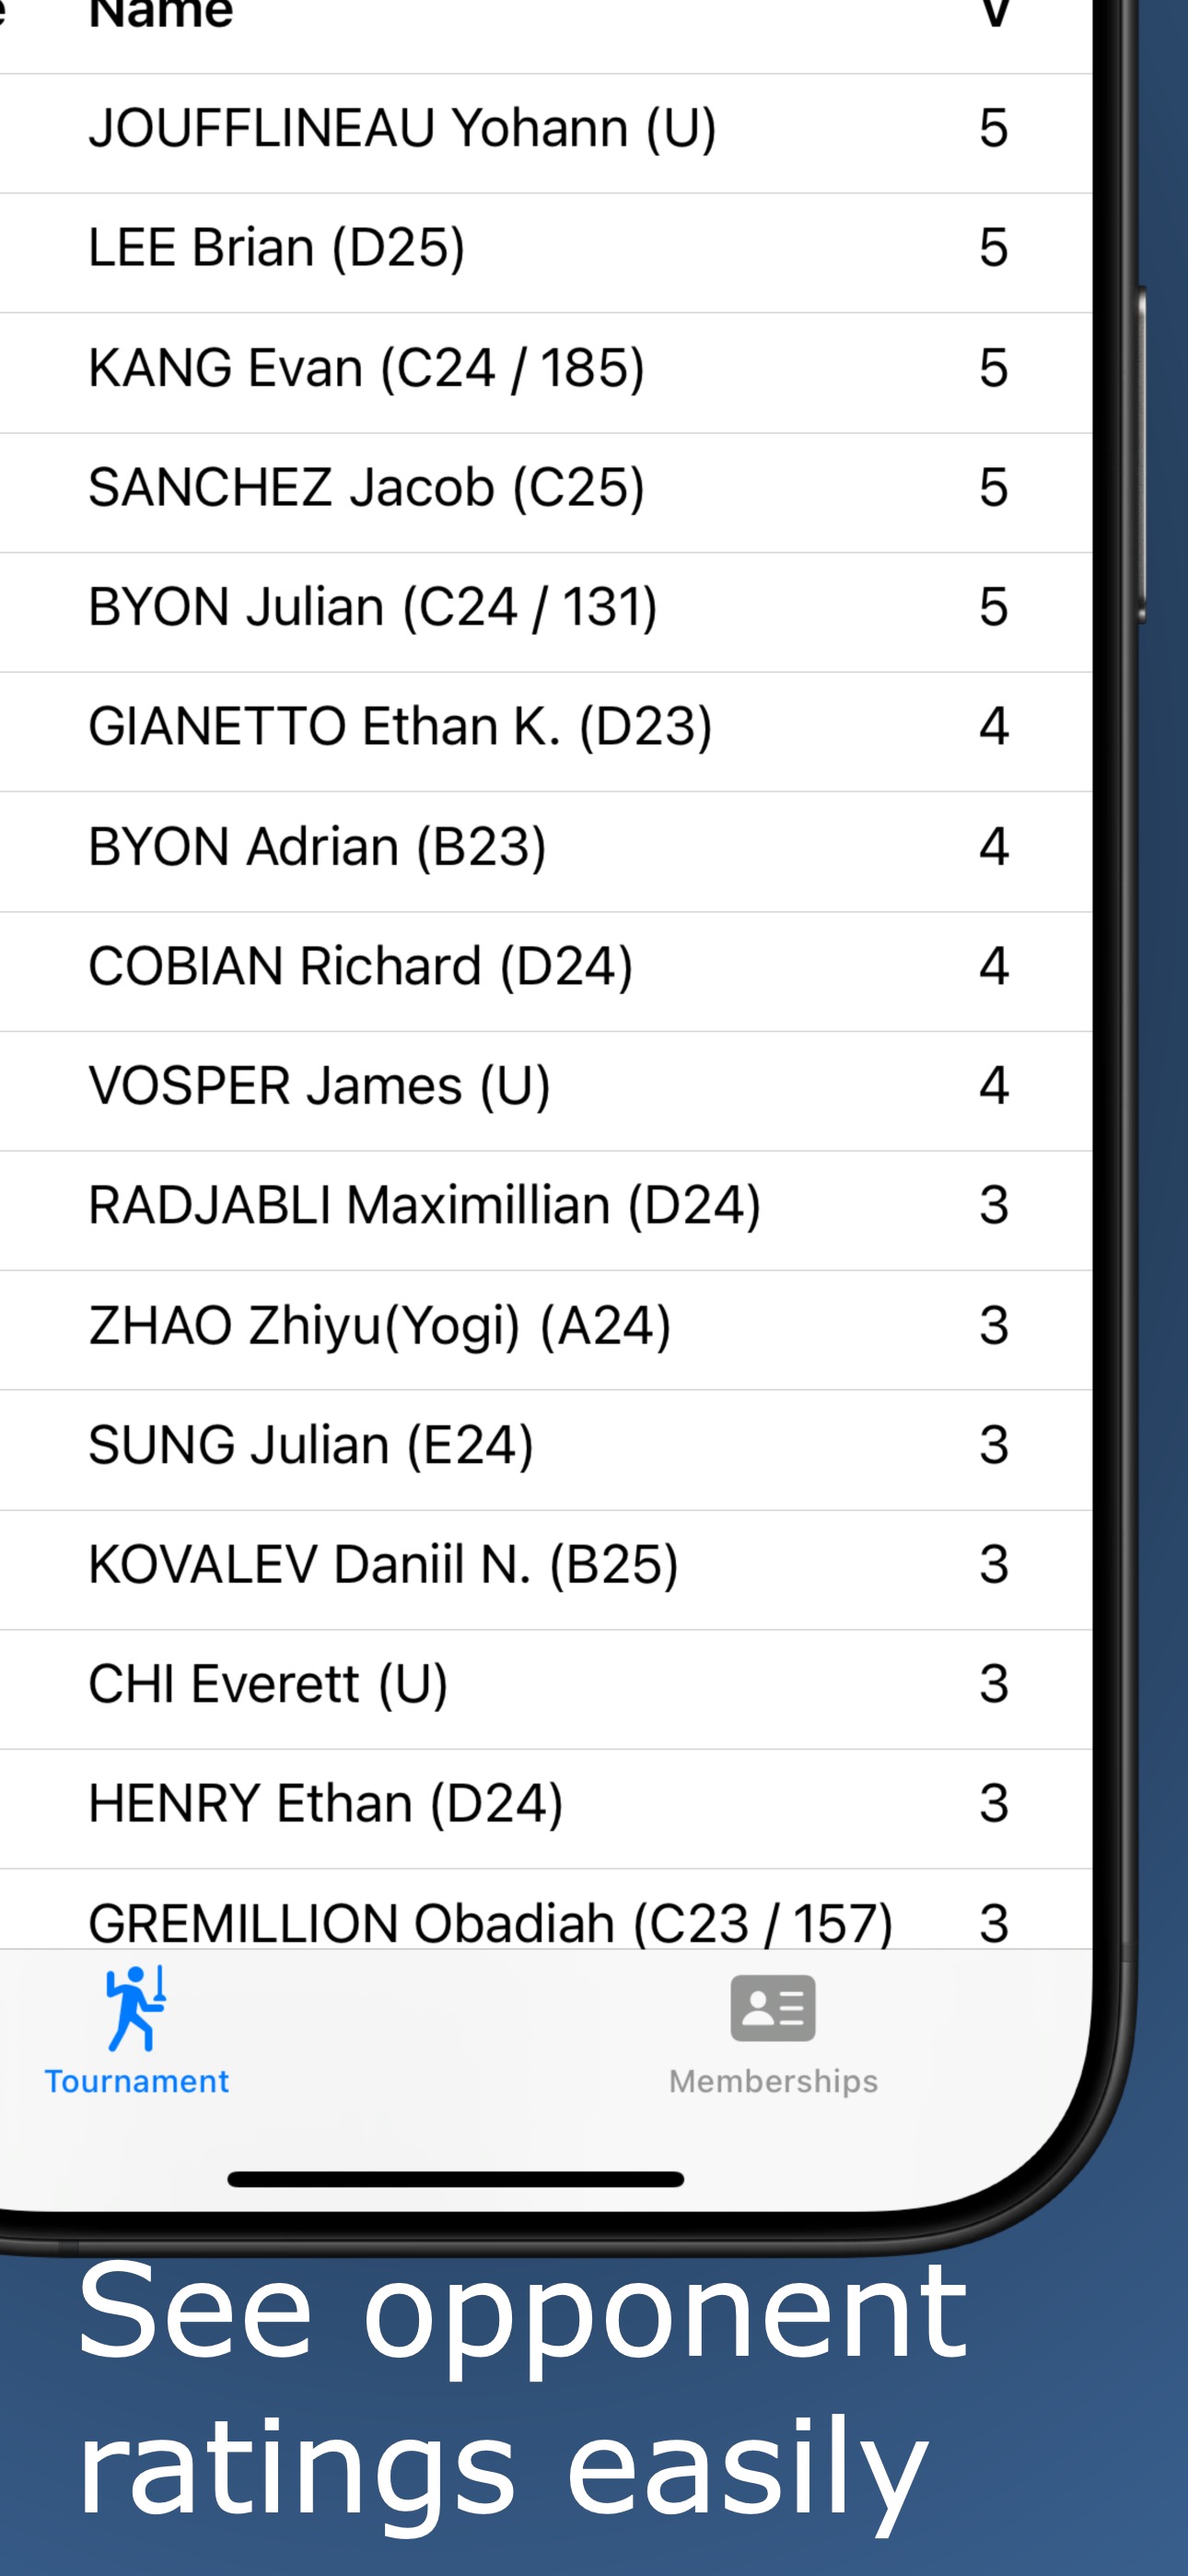 e Name V
JOUFFLINEAU Yohann (U) 5
LEE Brian (D25) 5
KANG Evan (C24 / 185) 5
SANCHEZ Jacob (C25) 5
BYON Julian (C24 / 131) 5
GIANETTO Ethan K. (D23) 4
BYON Adrian (B23) 4
COBIAN Richard (D24) 4
VOSPER James (U) 4
RADJABLI Maximillian (D24) 3
ZHAO Zhiyu(Yogi) (A24) 3
SUNG Julian (E24) 3
KOVALEV Daniil N. (B25) 3
CHI Everett (U) 3
HENRY Ethan (D24) 3
GREMILLION Obadiah (C23 / 157) 3
Tournament Memberships
See opponent
ratings easily